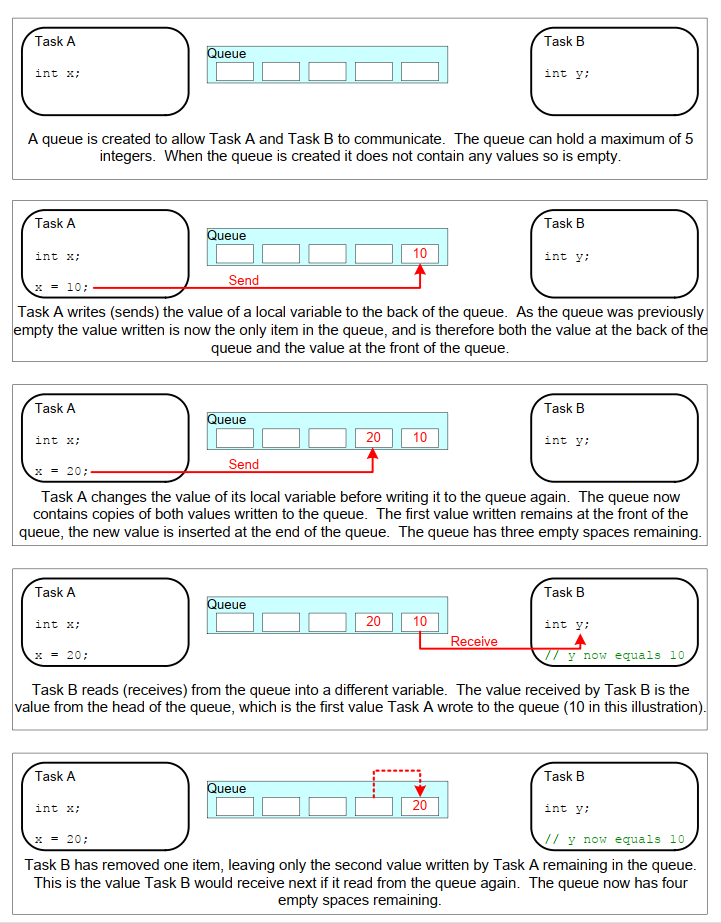 Task A
int x;
Queue
Task B
int y;
A queue is created to allow Task A and Task B to communicate.  The queue can hold a maximum of 5
integers.  When the queue is created it does not contain any values so is empty.
Task A
int x;
x = 10;
Queue
10
Send
Task B
int y;
Task A writes (sends) the value of a local variable to the back of the queue.  As the queue was previously
empty the value written is now the only item in the queue, and is therefore both the value at the back of the
queue and the value at the front of the queue.
Task A
int x;
x = 20;
Queue
20 10
Send
Task B
int y;
Task A changes the value of its local variable before writing it to the queue again.  The queue now
contains copies of both values written to the queue.  The first value written remains at the front of the
queue, the new value is inserted at the end of the queue.  The queue has three empty spaces remaining.
Task A
int x;
x = 20;
Queue
20 10
Receive
Task B
int y;
// y now equals 10
Task B reads (receives) from the queue into a different variable.  The value received by Task B is the
value from the head of the queue, which is the first value Task A wrote to the queue (10 in this illustration).
Task A
int x;
x = 20;
Queue
20
Task B
int y;
// y now equals 10
Task B has removed one item, leaving only the second value written by Task A remaining in the queue.
This is the value Task B would receive next if it read from the queue again.  The queue now has four
empty spaces remaining.